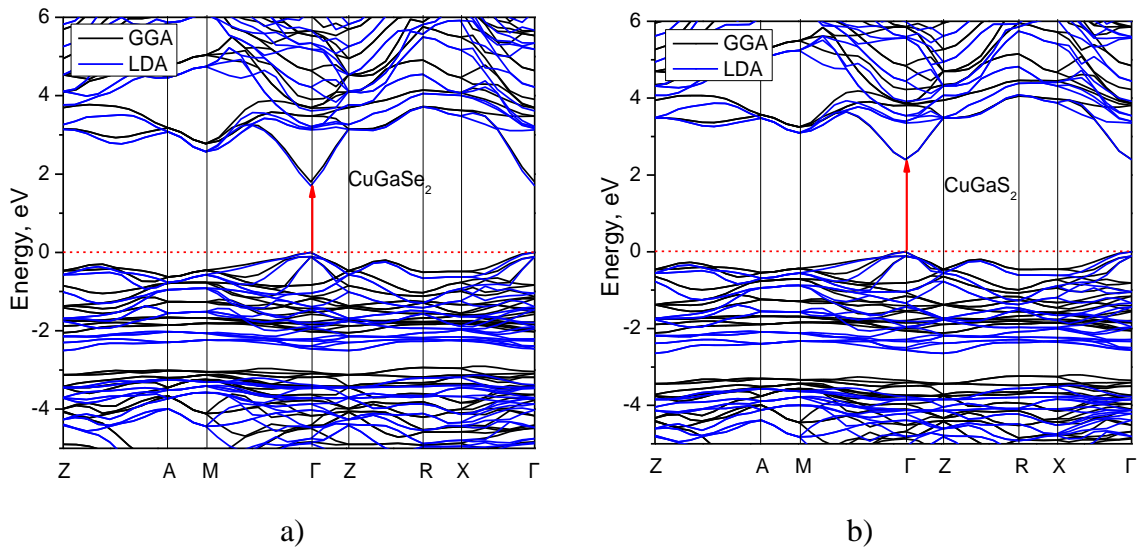 6
4
2
0
-2
-4
Energy, eV
GGA
LDA
CuGaSe₂
Z A M Γ Z R X Γ
a)
6
4
2
0
-2
-4
Energy, eV
GGA
LDA
CuGaS₂
Z A M Γ Z R X Γ
b)